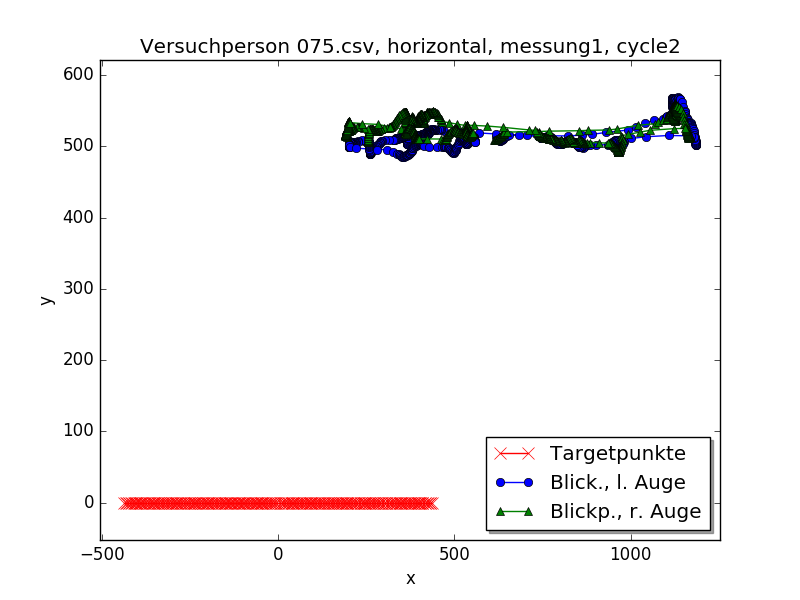 Versuchperson 075.csv, horizontal, messung1, cycle2
600
500
400
300
200
100
0
y
−500
0
500
1000
x
Targetpunkte
Blick., l. Auge
Blickp., r. Auge